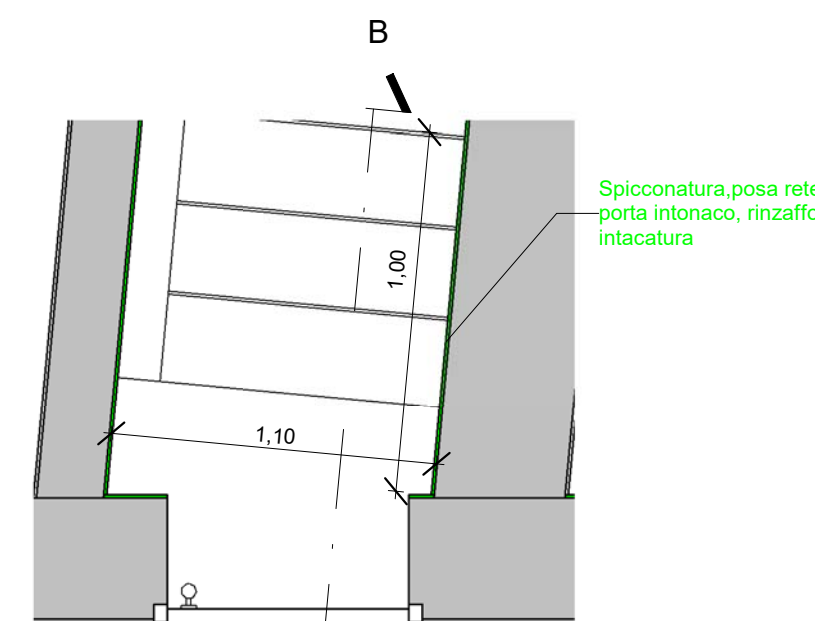 B
Spicconatura,posa rete
porta intonaco, rinzaffo
intacatura
1,00
1,10